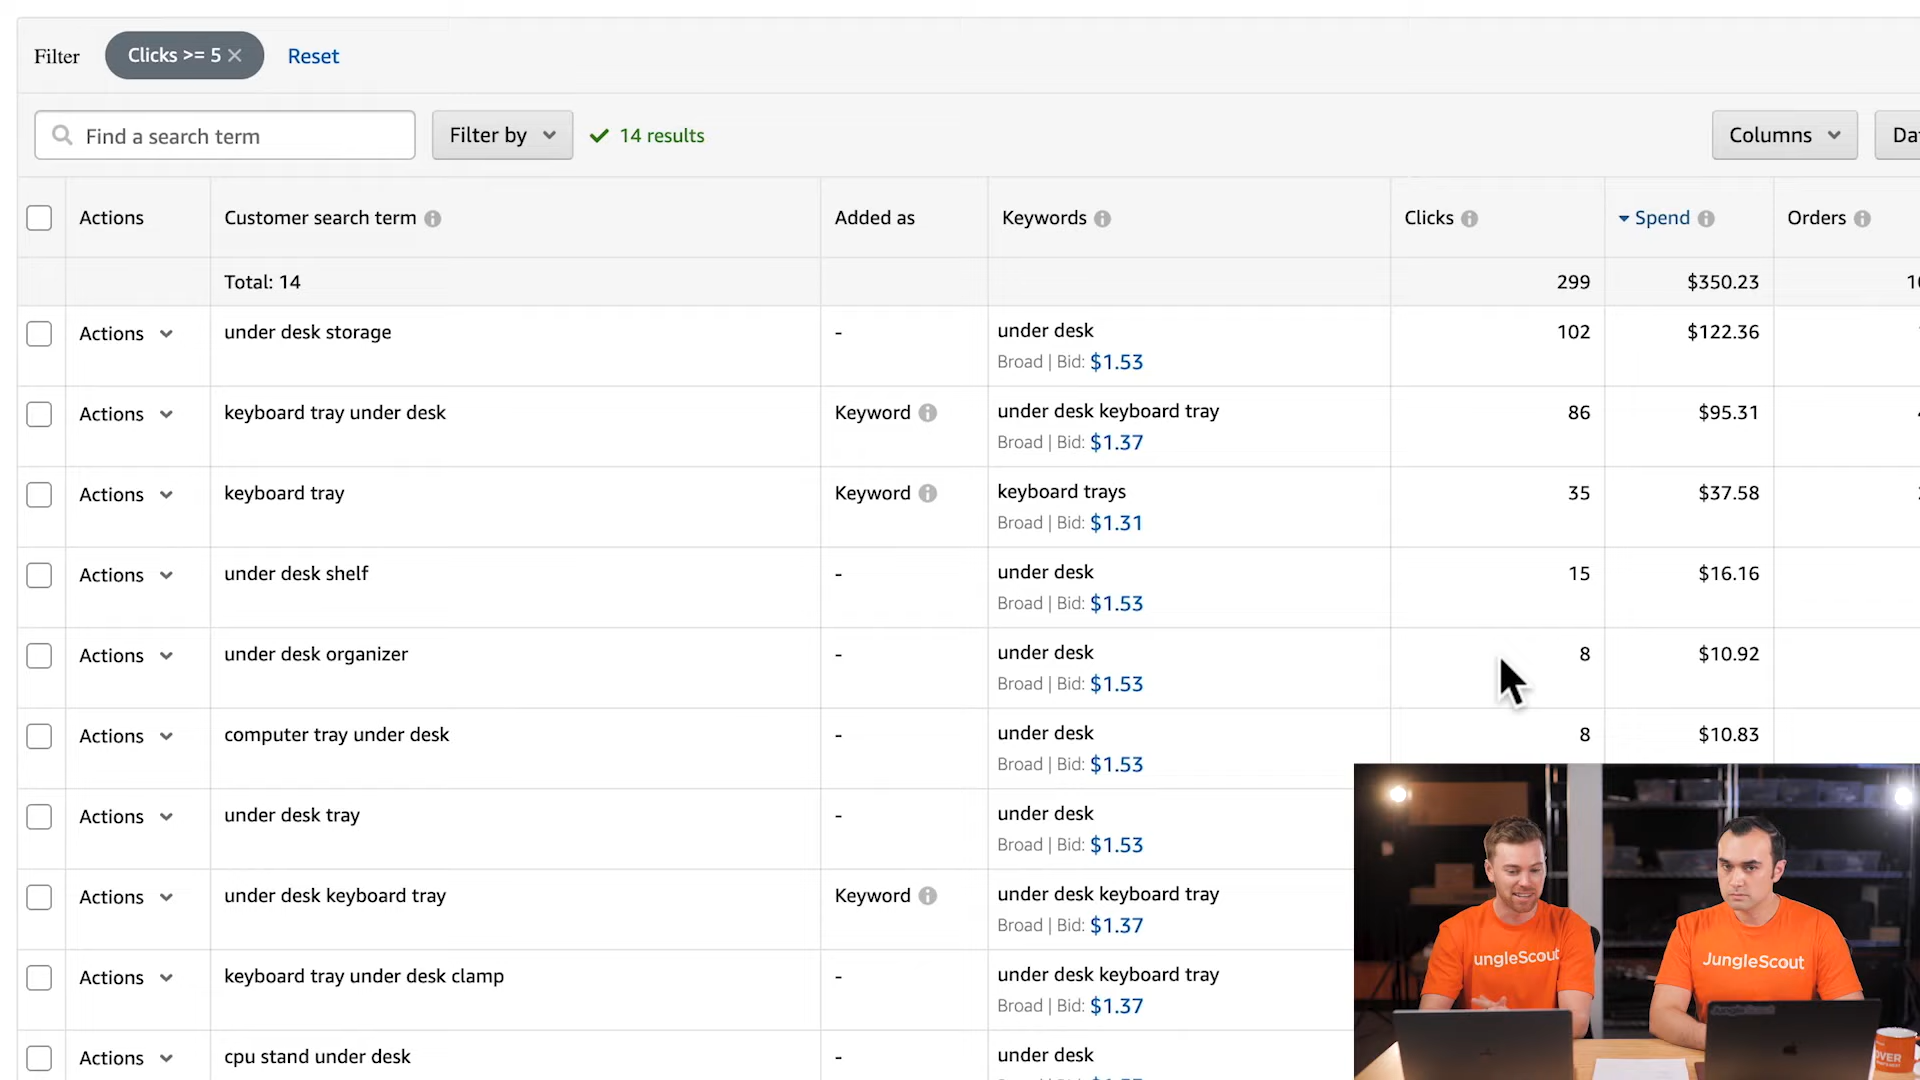 Filter Clicks >= 5 Reset
Find a search term Filter by 14 results Columns
Actions Customer search term Added as Keywords Clicks Spend Orders
Total: 14 299 $350.23
Actions under desk storage - under desk 102 $122.36
Broad | Bid: $1.53
Actions keyboard tray under desk Keyword under desk keyboard tray 86 $95.31
Broad | Bid: $1.37
Actions keyboard tray Keyword keyboard trays 35 $37.58
Broad | Bid: $1.31
Actions under desk shelf - under desk 15 $16.16
Broad | Bid: $1.53
Actions under desk organizer - under desk 8 $10.92
Broad | Bid: $1.53
Actions computer tray under desk - under desk 8 $10.83
Broad | Bid: $1.53
Actions under desk tray - under desk
Broad | Bid: $1.53
Actions under desk keyboard tray Keyword under desk keyboard tray
Broad | Bid: $1.37
Actions keyboard tray under desk clamp - under desk keyboard tray
Broad | Bid: $1.37
Actions cpu stand under desk - under desk
ungleScout
JungleScout
OVER